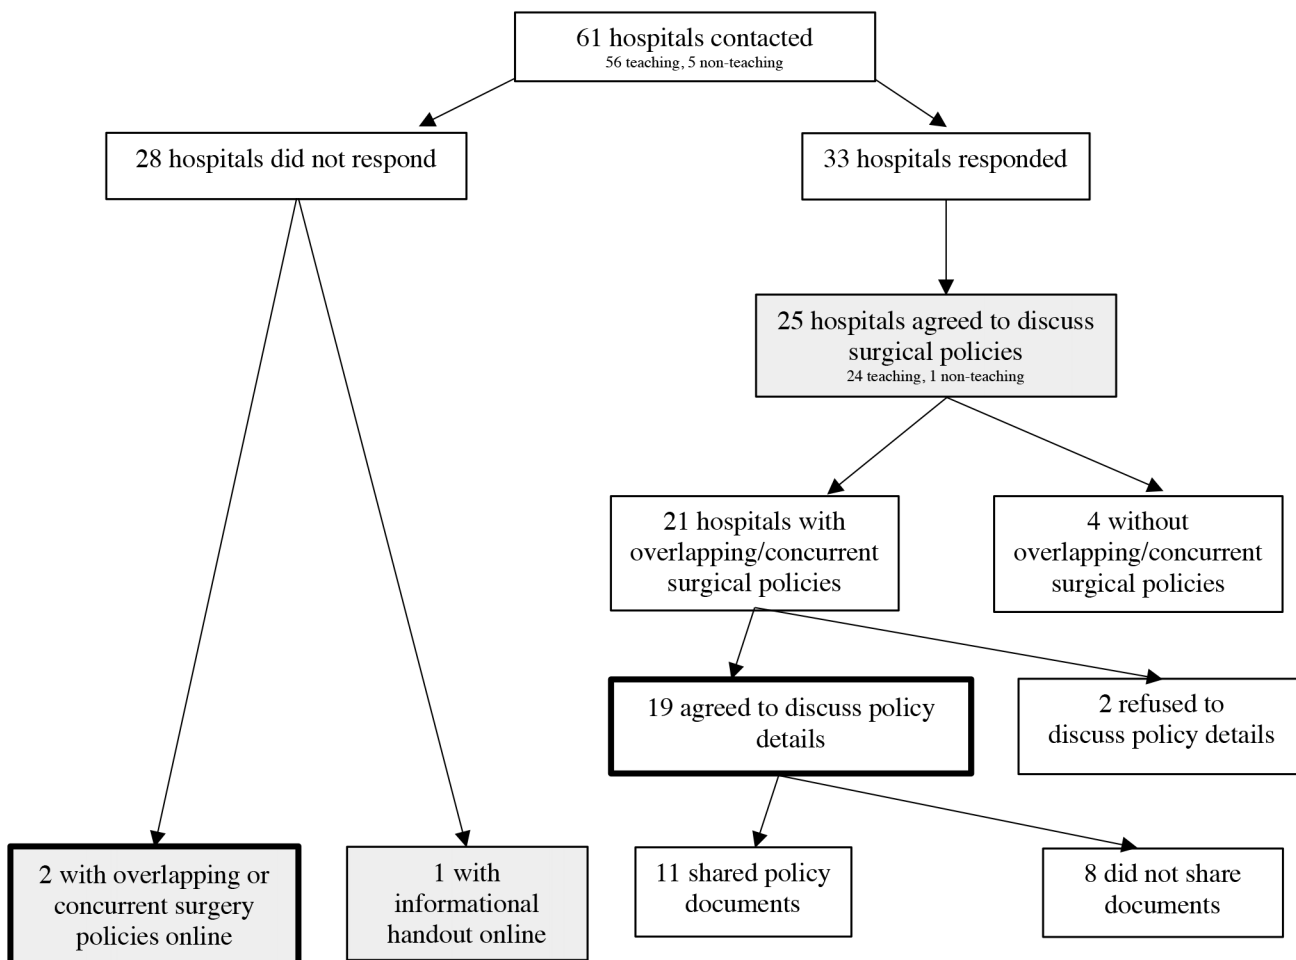 61 hospitals contacted
56 teaching, 5 non-teaching
28 hospitals did not respond
33 hospitals responded
25 hospitals agreed to discuss
surgical policies
24 teaching, 1 non-teaching
21 hospitals with
overlapping/concurrent
surgical policies
4 without
overlapping/concurrent
surgical policies
19 agreed to discuss policy
details
2 refused to
discuss policy details
2 with overlapping or
concurrent surgery
policies online
1 with
informational
handout online
11 shared policy
documents
8 did not share
documents